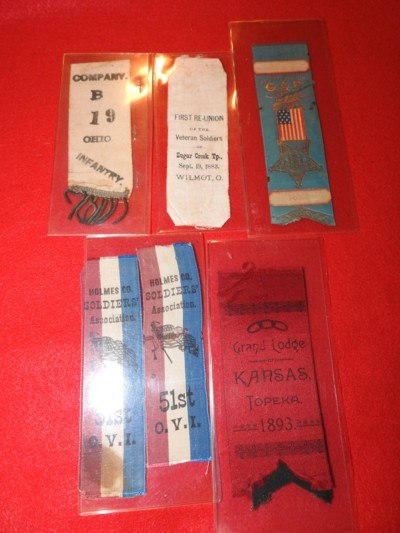 COMPANY.
B
19
OHIO
INFANTRY.
FIRST RE-UNION
OF THE
Veteran Soldiers
OF
Sugar Creek Tp.,
Sept. 19, 1883.
WILMOT, O.
HOLMES CO.
SOLDIERS'
Association.
51st
O.V.I.
HOLMES CO.
SOLDIERS'
Association.
51st
O.V.I.
Grand Lodge
KANSAS,
TOPEKA.
1893